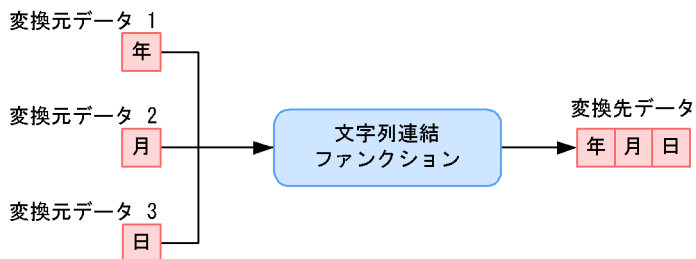 変換元データ 1
年
変換元データ 2
月
変換元データ 3
日
文字列連結
ファンクション
変換先データ
年 月 日